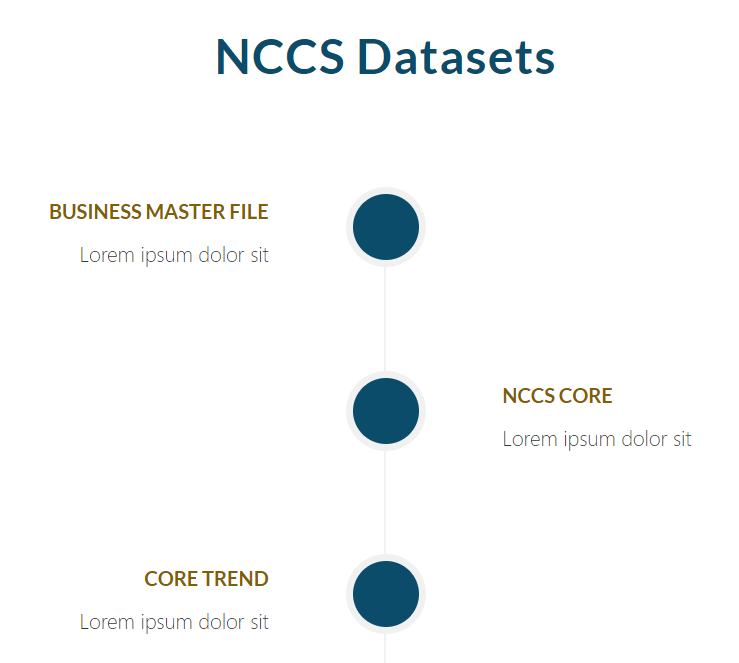 NCCS Datasets
BUSINESS MASTER FILE
Lorem ipsum dolor sit
NCCS CORE
Lorem ipsum dolor sit
CORE TREND
Lorem ipsum dolor sit